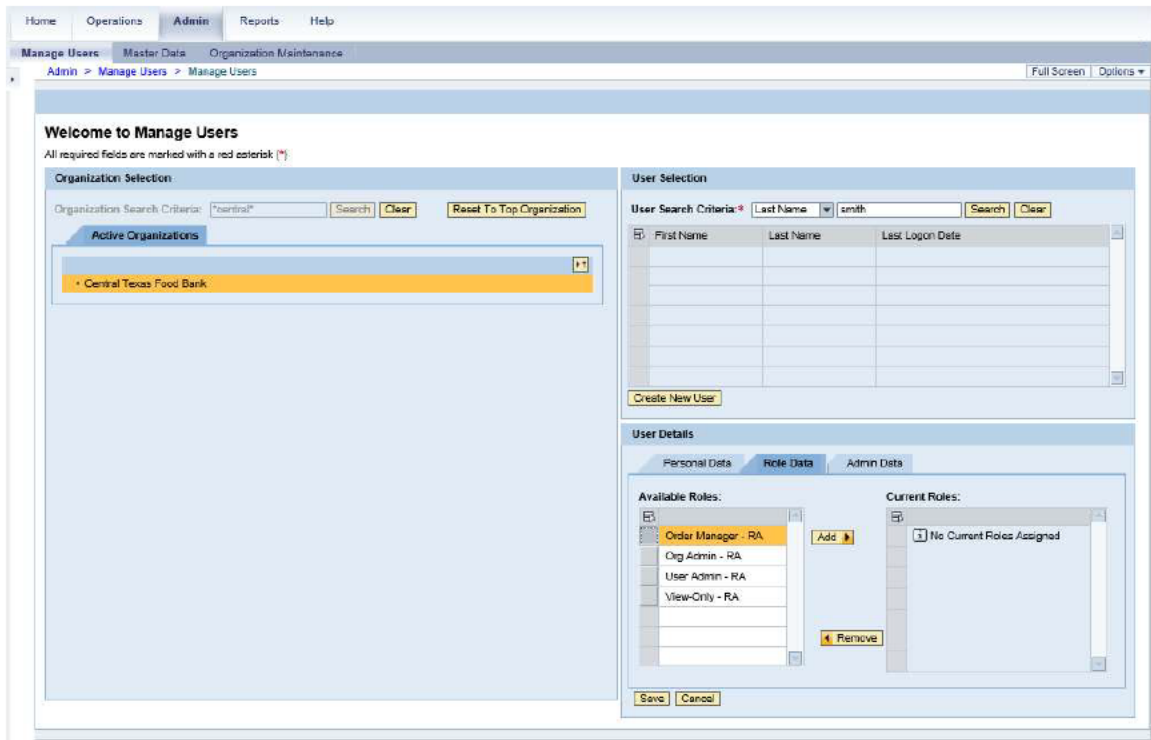 Home Operations Admin Reports Help
Manage Users Master Data Organization Maintenance
Admin > Manage Users > Manage Users
Full Screen Options
Welcome to Manage Users
All required fields are marked with a red asterisk (*)
Organization Selection
Organization Search Criteria: *central* Search Clear Reset To Top Organization
Active Organizations
• Central Texas Food Bank
User Selection
User Search Criteria:* Last Name smith Search Clear
First Name Last Name Last Logon Date
Create New User
User Details
Personal Data Role Data Admin Data
Available Roles:
Order Manager - RA
Org Admin - RA
User Admin - RA
View-Only - RA
Add
Remove
Current Roles:
No Current Roles Assigned
Save Cancel